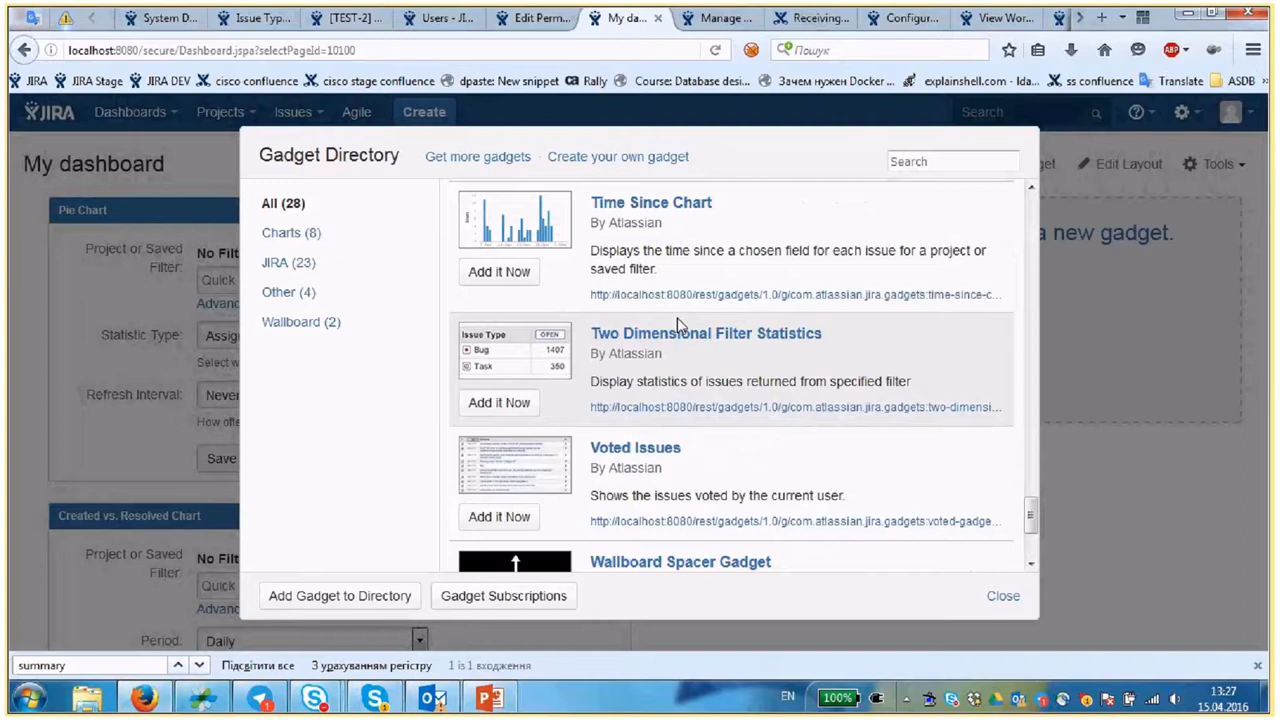 System D...
Issue Typ...
[TEST-2] ...
Users - JI...
Edit Perm...
My da...
Manage ...
Receiving...
Configur...
View Wor...
localhost:8080/secure/Dashboard.jspa?selectPageId=10100
Пошук
ABP
JIRA
JIRA Stage
JIRA DEV
cisco confluence
cisco stage confluence
dpaste: New snippet
ca Rally
Course: Database desi...
Зачем нужен Docker ...
explainshell.com - lda...
ss confluence
Translate
ASDB
JIRA
Dashboards
Projects
Issues
Agile
Create
Search
My dashboard
Edit Layout
Tools
Pie Chart
Project or Saved
Filter:
No Filt
Quick
Advanc
Statistic Type:
Assig
Select w
Refresh Interval:
Never
How ofte
Save
Created vs. Resolved Chart
Project or Saved
Filter:
No Filt
Quick
Advanc
Period:
Daily
a new gadget.
Gadget Directory
Get more gadgets · Create your own gadget
Search
All (28)
Charts (8)
JIRA (23)
Other (4)
Wallboard (2)
Time Since Chart
By Atlassian
Displays the time since a chosen field for each issue for a project or
saved filter.
http://localhost:8080/rest/gadgets/1.0/g/com.atlassian.jira.gadgets:time-since-c...
Add it Now
Issue Type OPEN
Bug 1407
Task 350
Two Dimensional Filter Statistics
By Atlassian
Display statistics of issues returned from specified filter
http://localhost:8080/rest/gadgets/1.0/g/com.atlassian.jira.gadgets:two-dimensi...
Add it Now
Voted Issues
By Atlassian
Shows the issues voted by the current user.
http://localhost:8080/rest/gadgets/1.0/g/com.atlassian.jira.gadgets:voted-gadge...
Add it Now
Wallboard Spacer Gadget
Add Gadget to Directory
Gadget Subscriptions
Close
summary
Підсвітити все
З урахуванням регістру
1 із 1 входження
EN
100%
13:27
15.04.2016